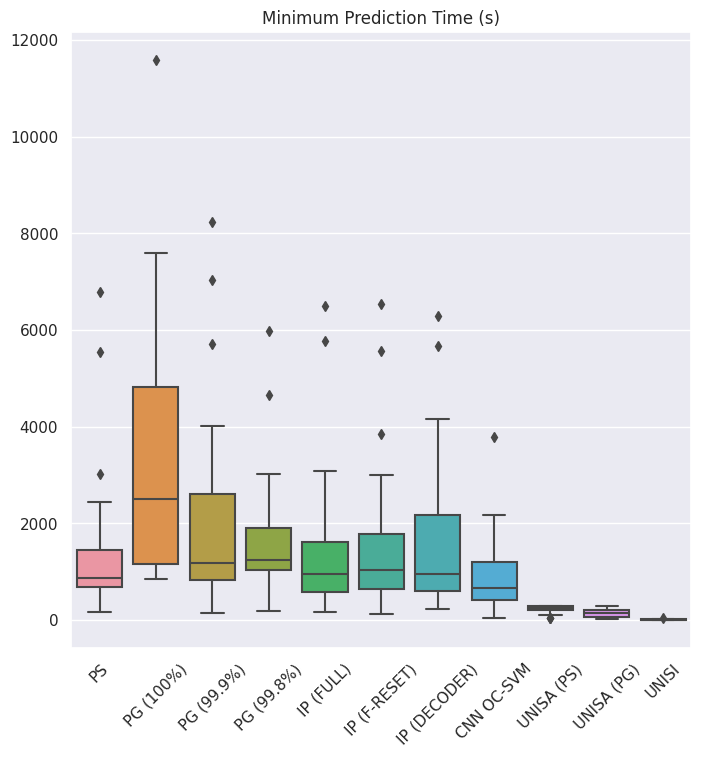 Minimum Prediction Time (s)
12000
10000
8000
6000
4000
2000
0
PS
PG (100%)
PG (99.9%)
PG (99.8%)
IP (FULL)
IP (F-RESET)
IP (DECODER)
CNN OC-SVM
UNISA (PS)
UNISA (PG)
UNISI